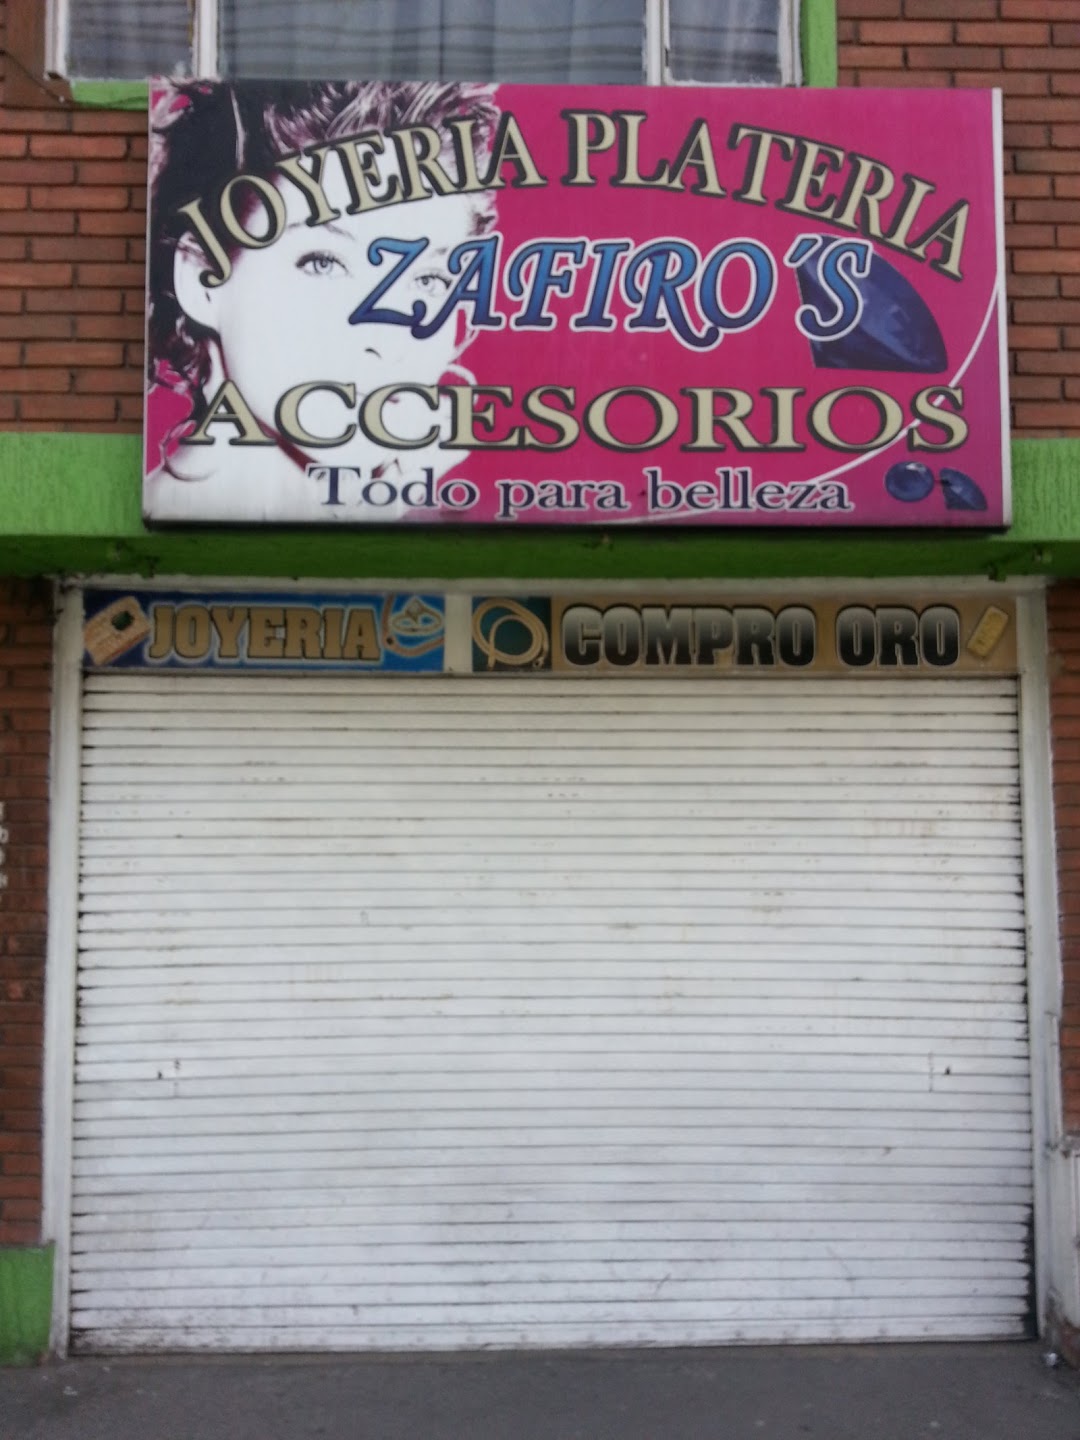 JOYERIA PLATERIA
ZAFIRO´S
ACCESORIOS
Todo para belleza
JOYERIA COMPRO ORO